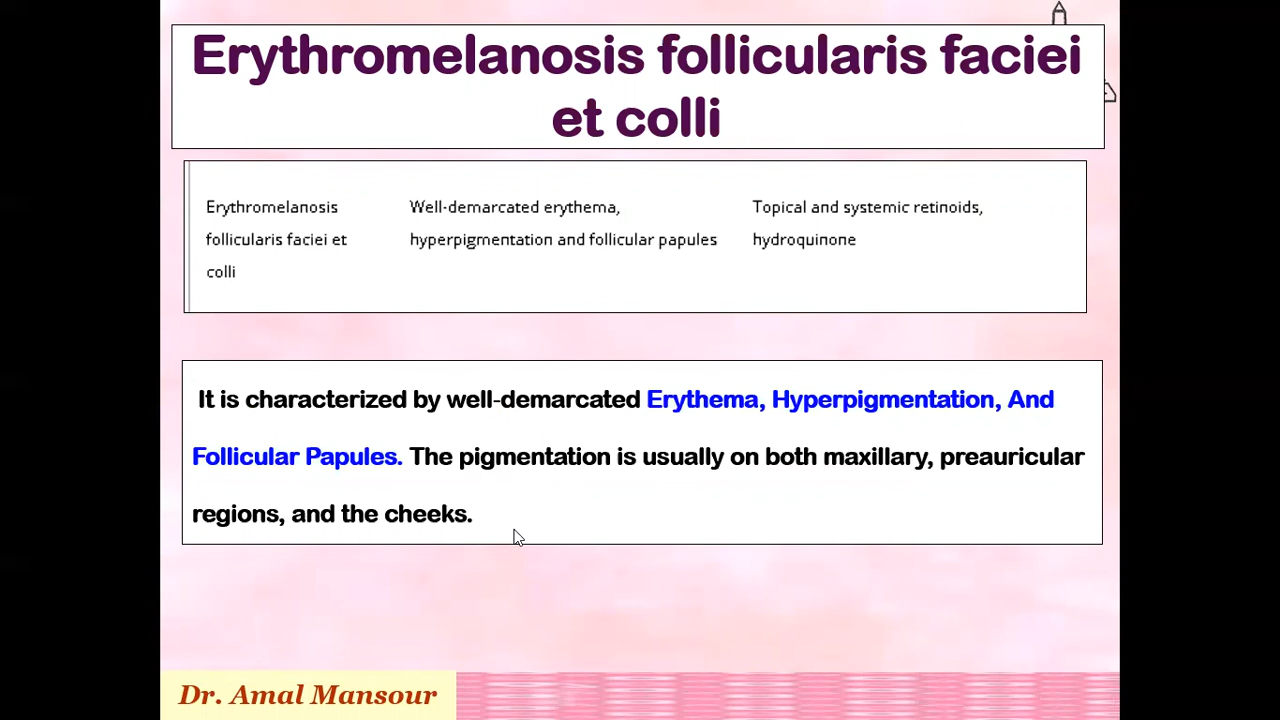 Erythromelanosis follicularis faciei
et colli
Erythromelanosis
follicularis faciei et
colli
Well-demarcated erythema,
hyperpigmentation and follicular papules
Topical and systemic retinoids,
hydroquinone
It is characterized by well-demarcated Erythema, Hyperpigmentation, And
Follicular Papules. The pigmentation is usually on both maxillary, preauricular
regions, and the cheeks.
Dr. Amal Mansour